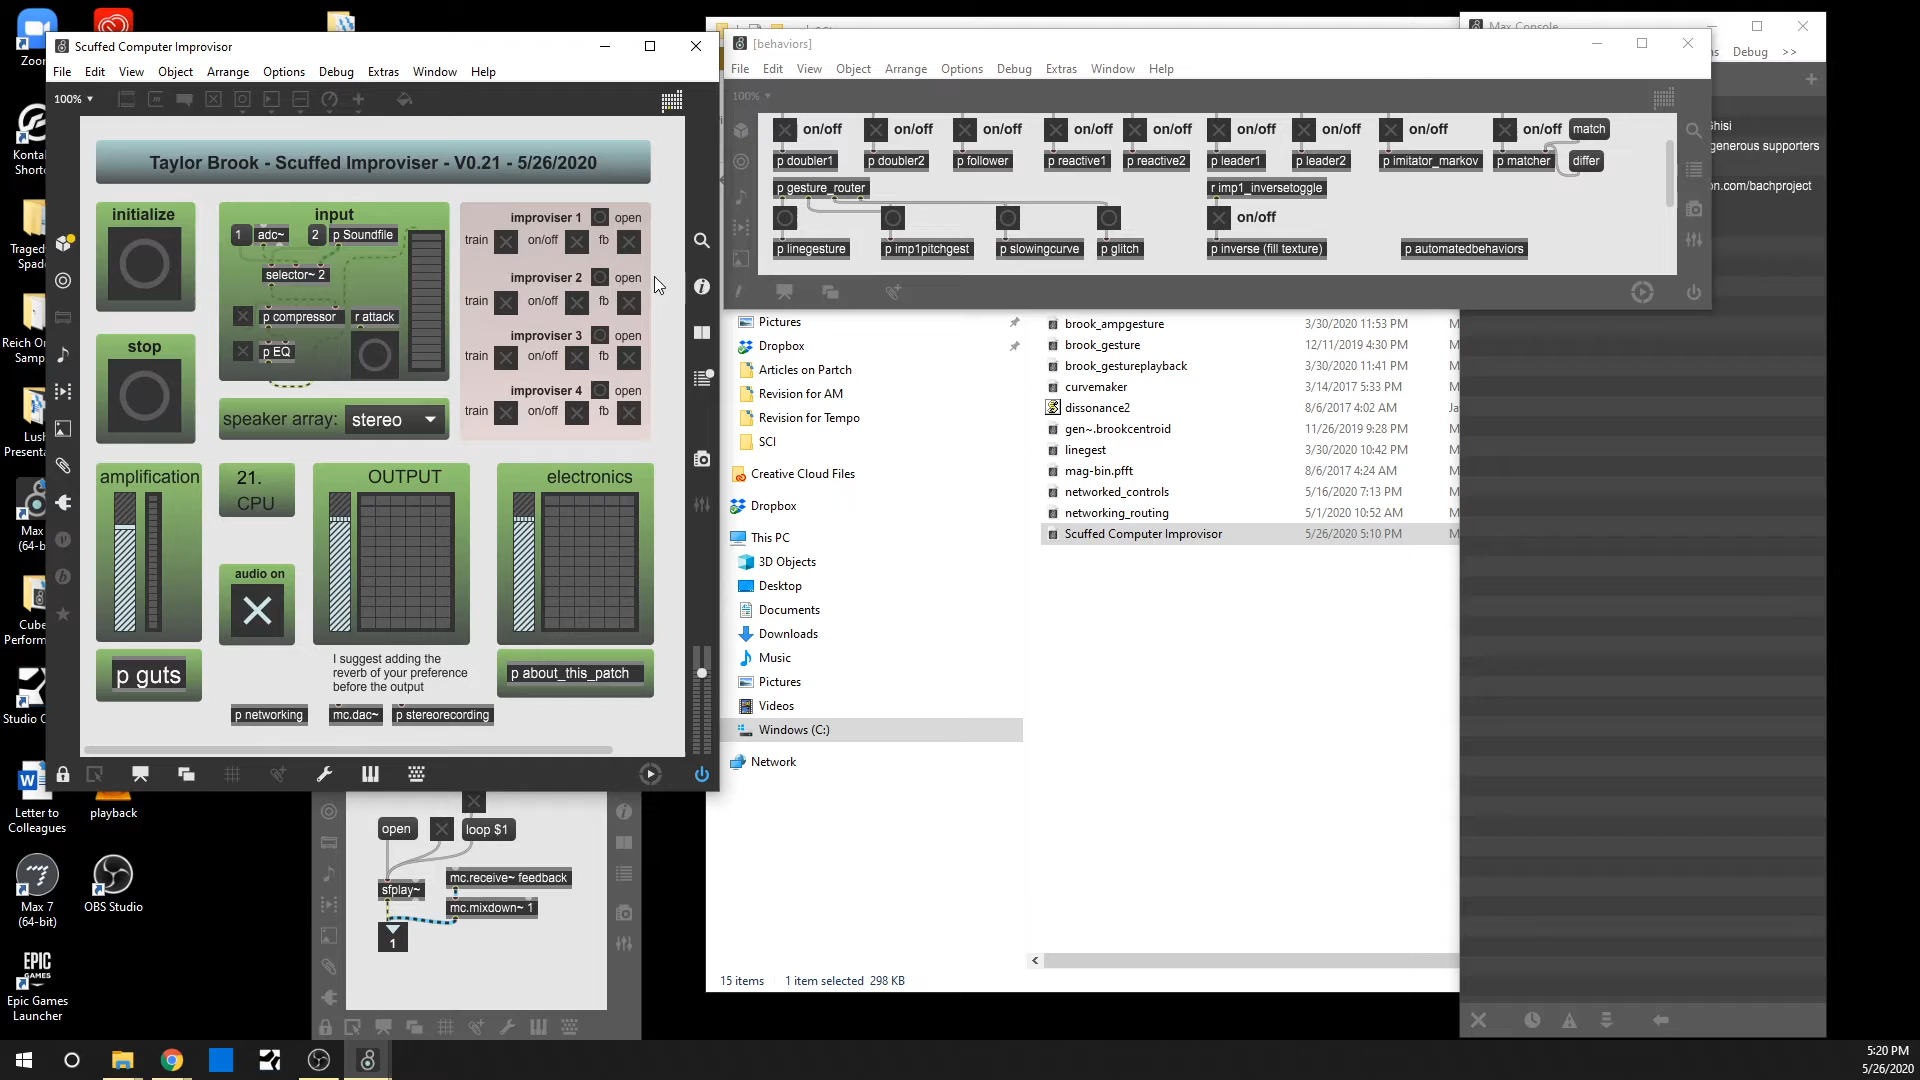 Zoom
Kontakt
Shortc
Traged
Spade
Reich On
Samp
Lush
Presenta
Max
(64-b
Cube
Perform
Studio O
Letter to
Colleagues
playback
Max 7
(64-bit)
OBS Studio
EPIC
GAMES
Epic Games
Launcher
Scuffed Computer Improvisor
File Edit View Object Arrange Options Debug Extras Window Help
100%
Taylor Brook - Scuffed Improviser - V0.21 - 5/26/2020
initialize
stop
input
1 adc~ 2 p Soundfile
selector~ 2
p compressor r attack
p EQ
speaker array: stereo
improviser 1 open
train on/off fb
improviser 2 open
train on/off fb
improviser 3 open
train on/off fb
improviser 4 open
train on/off fb
amplification
21.
CPU
audio on
OUTPUT
electronics
p guts
I suggest adding the
reverb of your preference
before the output
p about_this_patch
p networking mc.dac~ p stereorecording
open loop $1
sfplay~
mc.receive~ feedback
mc.mixdown~ 1
1
[behaviors]
File Edit View Object Arrange Options Debug Extras Window Help
100%
on/off on/off on/off on/off on/off on/off on/off on/off on/off match
p doubler1 p doubler2 p follower p reactive1 p reactive2 p leader1 p leader2 p imitator_markov p matcher differ
p gesture_router r imp1_inversetoggle
on/off
p linegesture p imp1pitchgest p slowingcurve p glitch p inverse (fill texture) p automatedbehaviors
Pictures
Dropbox
Articles on Partch
Revision for AM
Revision for Tempo
SCI
Creative Cloud Files
Dropbox
This PC
3D Objects
Desktop
Documents
Downloads
Music
Pictures
Videos
Windows (C:)
Network
brook_ampgesture 3/30/2020 11:53 PM M
brook_gesture 12/11/2019 4:30 PM M
brook_gestureplayback 3/30/2020 11:41 PM M
curvemaker 3/14/2017 5:33 PM M
dissonance2 8/6/2017 4:02 AM Ja
gen~.brookcentroid 11/26/2019 9:28 PM M
linegest 3/30/2020 10:42 PM M
mag-bin.pfft 8/6/2017 4:24 AM M
networked_controls 5/16/2020 7:13 PM M
networking_routing 5/1/2020 10:52 AM M
Scuffed Computer Improvisor 5/26/2020 5:10 PM M
15 items 1 item selected 298 KB
Max Console
ns Debug >>
Ghisi
generous supporters
on.com/bachproject
5:20 PM
5/26/2020